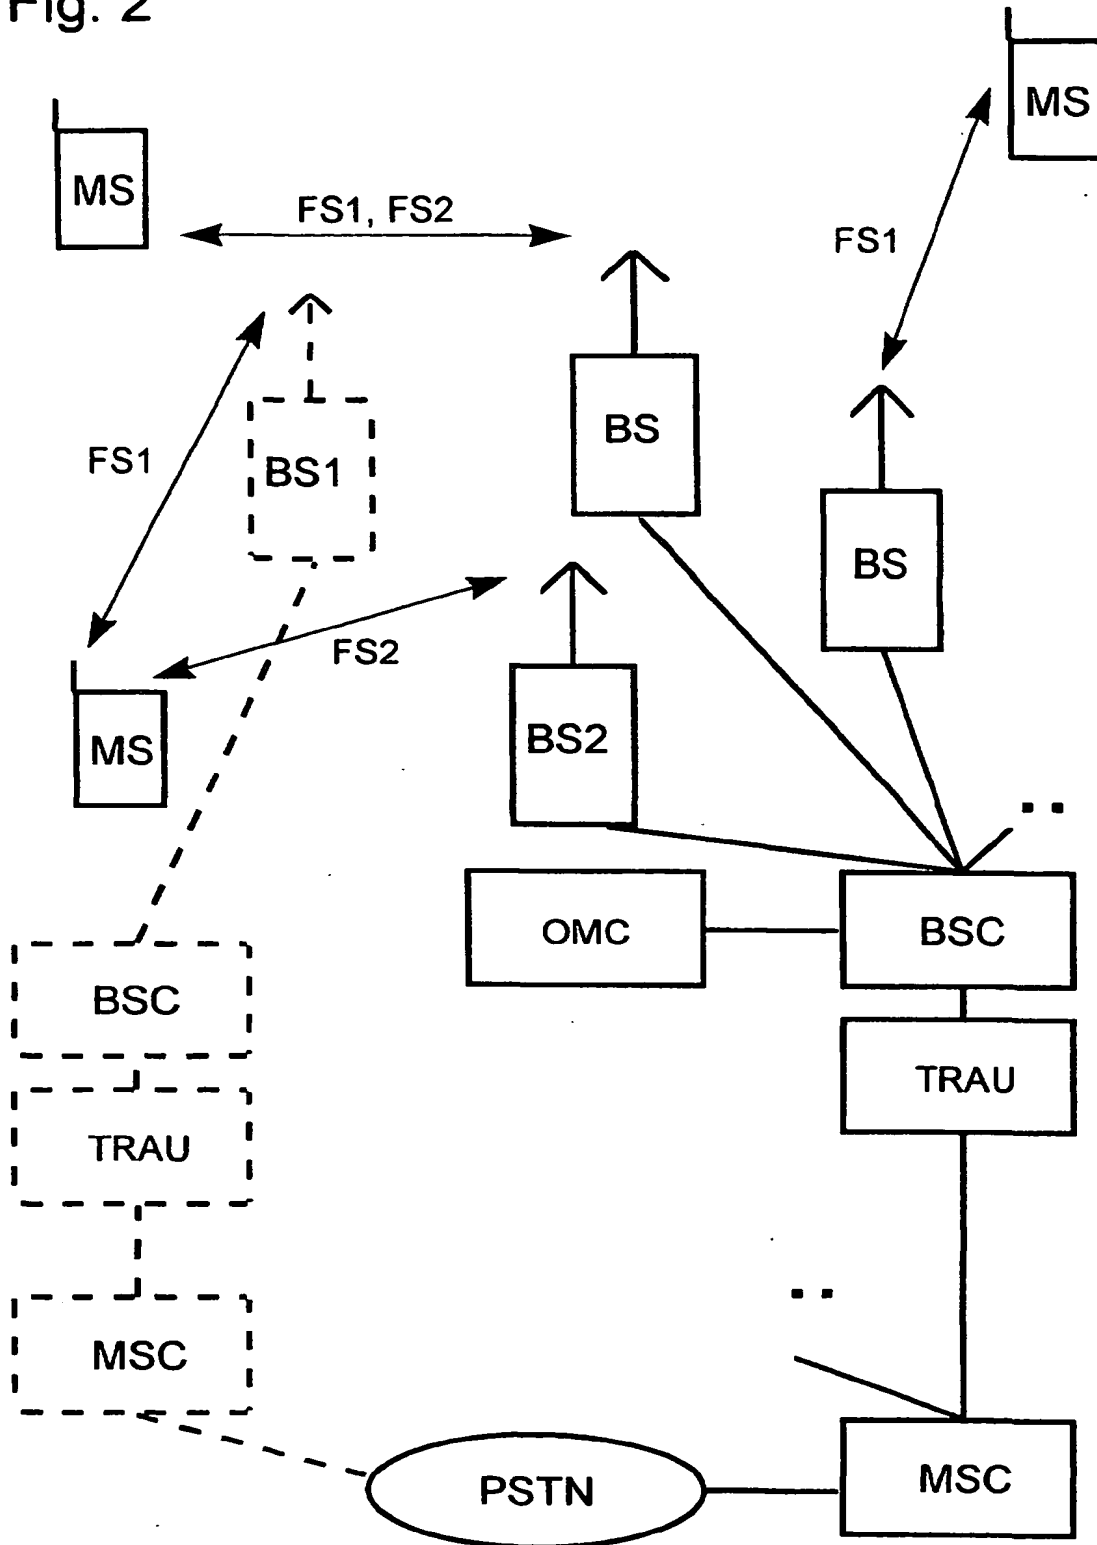 Fig. 2
MS
MS
FS1, FS2
FS1
BS
FS1
BS1
BS
FS2
BS2
MS
OMC
BSC
BSC
TRAU
TRAU
MSC
MSC
PSTN